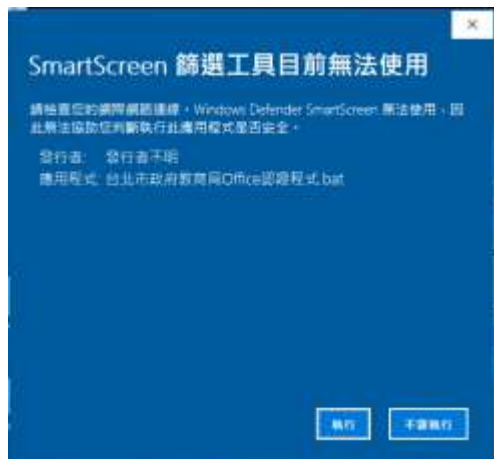 SmartScreen 篩選工具目前無法使用
請檢查您的網際網路連線。Windows Defender SmartScreen 無法使用,因
此無法協助您判斷執行此應用程式是否安全。
發行者: 發行者不明
應用程式: 台北市政府教育局Office認證程式.bat
執行
不要執行